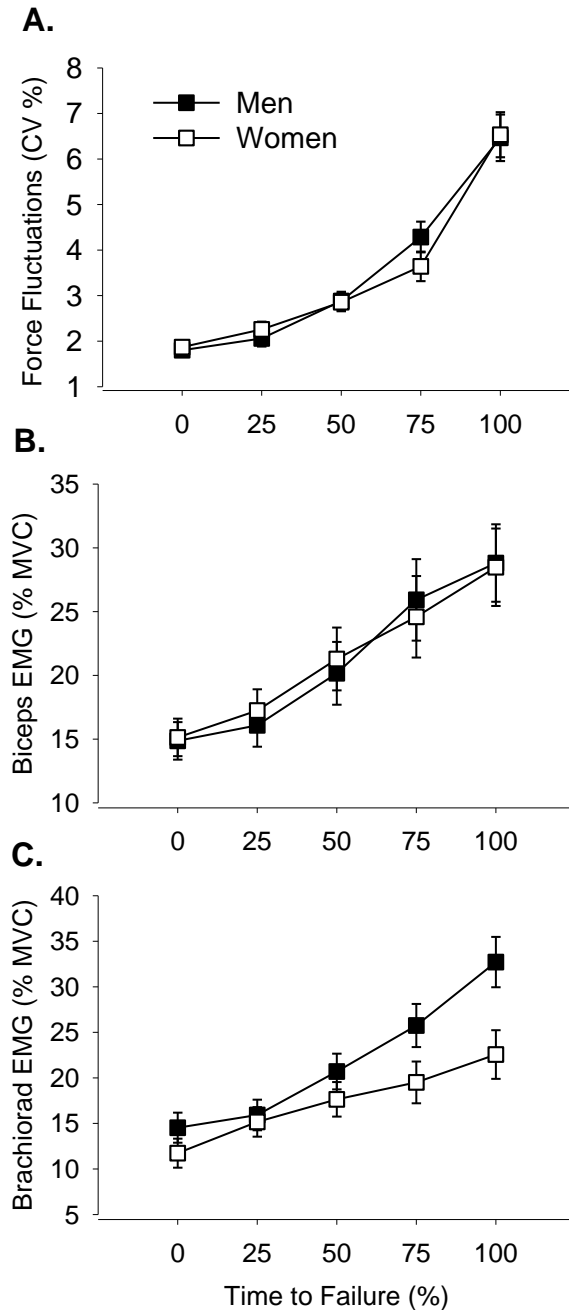 A.
8
7
6
5
4
3
2
1
Force Fluctuations (CV %)
Men
Women
0 25 50 75 100
B.
35
30
25
20
15
10
Biceps EMG (% MVC)
0 25 50 75 100
C.
40
35
30
25
20
15
10
5
Brachiorad EMG (% MVC)
0 25 50 75 100
Time to Failure (%)